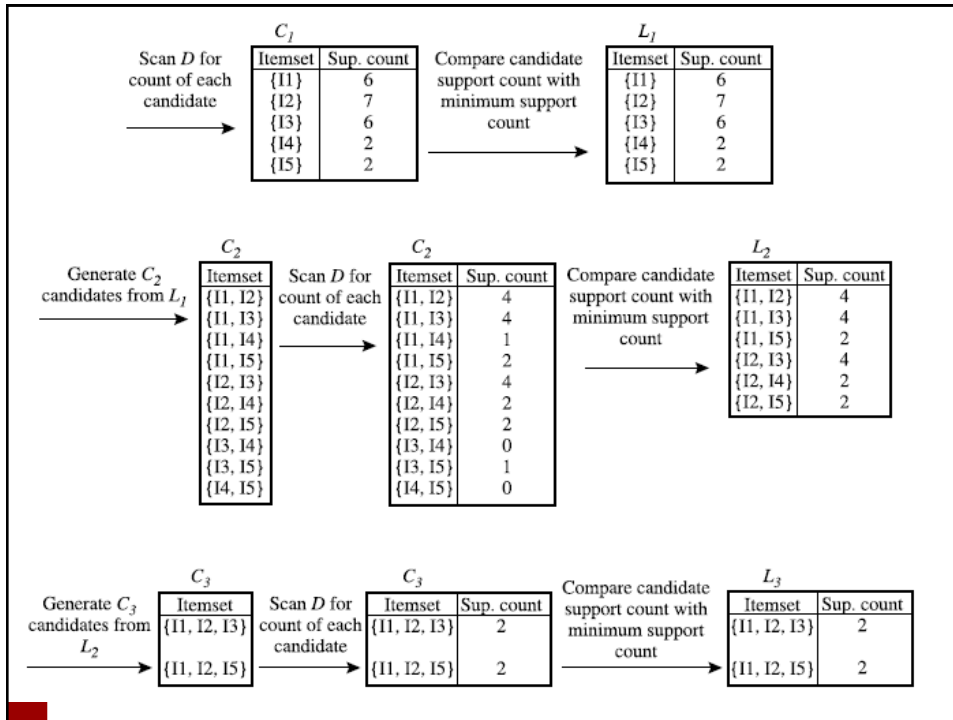 C1
L1
Scan D for
count of each
candidate
Itemset Sup. count
{I1} 6
{I2} 7
{I3} 6
{I4} 2
{I5} 2
Compare candidate
support count with
minimum support
count
Itemset Sup. count
{I1} 6
{I2} 7
{I3} 6
{I4} 2
{I5} 2
C2
C2
L2
Generate C2
candidates from L1
Itemset
{I1, I2}
{I1, I3}
{I1, I4}
{I1, I5}
{I2, I3}
{I2, I4}
{I2, I5}
{I3, I4}
{I3, I5}
{I4, I5}
Scan D for
count of each
candidate
Itemset Sup. count
{I1, I2} 4
{I1, I3} 4
{I1, I4} 1
{I1, I5} 2
{I2, I3} 4
{I2, I4} 2
{I2, I5} 2
{I3, I4} 0
{I3, I5} 1
{I4, I5} 0
Compare candidate
support count with
minimum support
count
Itemset Sup. count
{I1, I2} 4
{I1, I3} 4
{I1, I5} 2
{I2, I3} 4
{I2, I4} 2
{I2, I5} 2
C3
C3
L3
Generate C3
candidates from
L2
Itemset
{I1, I2, I3}
{I1, I2, I5}
Scan D for
count of each
candidate
Itemset Sup. count
{I1, I2, I3} 2
{I1, I2, I5} 2
Compare candidate
support count with
minimum support
count
Itemset Sup. count
{I1, I2, I3} 2
{I1, I2, I5} 2